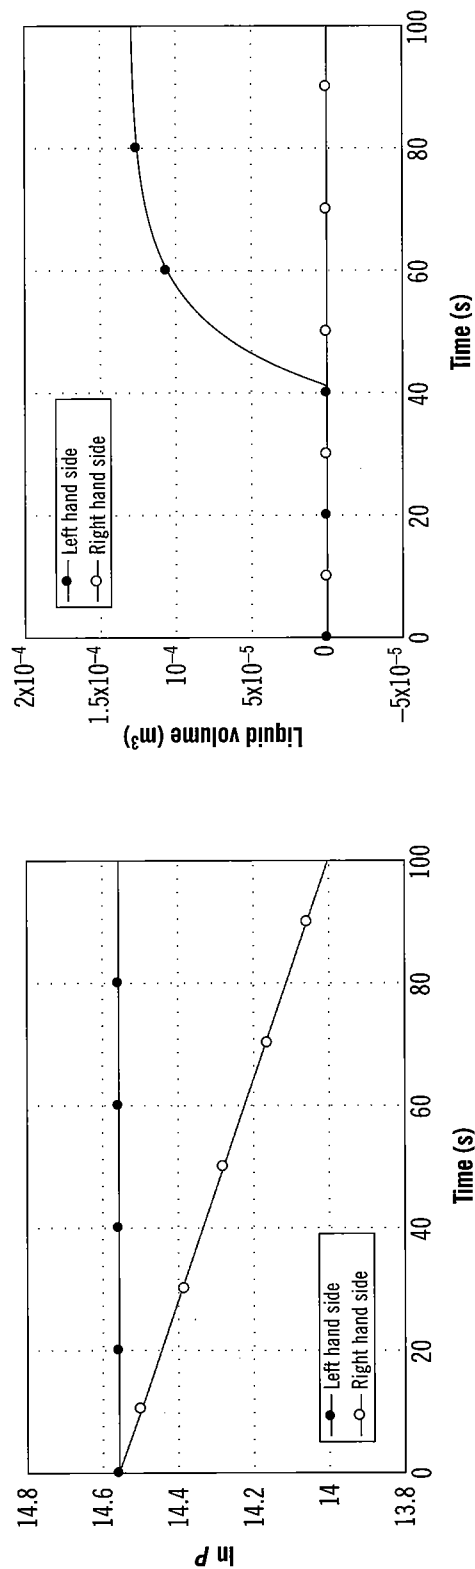 ln P
14.8
14.6
14.4
14.2
14
13.8
Left hand side
Right hand side
0 20 40 60 80 100
Time (s)
Liquid volume (m³)
2x10⁻⁴
1.5x10⁻⁴
10⁻⁴
5x10⁻⁵
0
−5x10⁻⁵
Left hand side
Right hand side
0 20 40 60 80 100
Time (s)